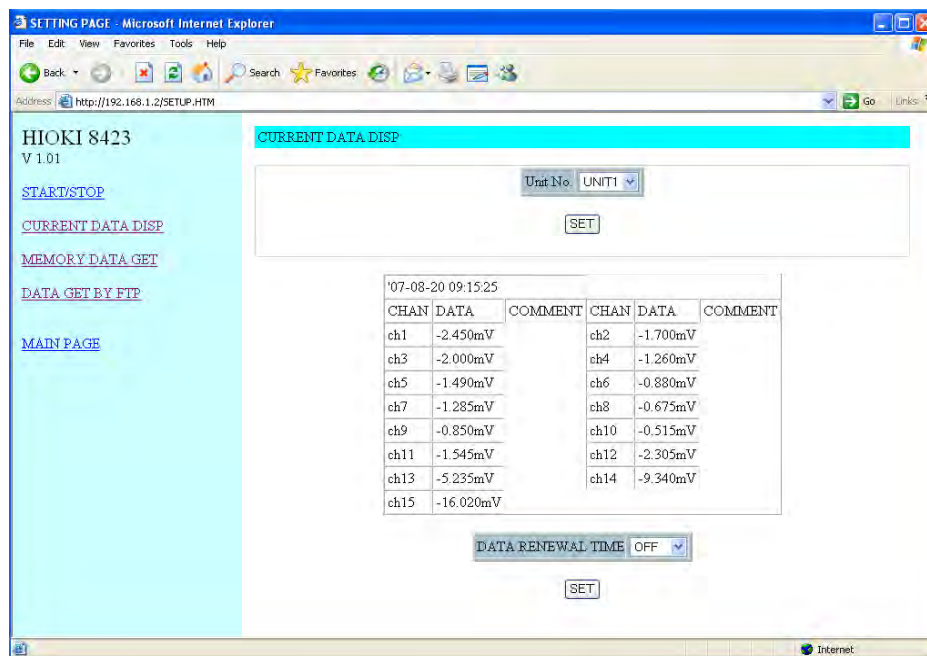 SETTING PAGE - Microsoft Internet Explorer
File Edit View Favorites Tools Help
Back Search Favorites
Address http://192.168.1.2/SETUP.HTM Go Links
HIOKI 8423
V 1.01
START/STOP
CURRENT DATA DISP
MEMORY DATA GET
DATA GET BY FTP
MAIN PAGE
CURRENT DATA DISP
Unit No. UNIT1
SET
'07-08-20 09:15:25
CHAN DATA COMMENT CHAN DATA COMMENT
ch1 -2.450mV ch2 -1.700mV
ch3 -2.000mV ch4 -1.260mV
ch5 -1.490mV ch6 -0.880mV
ch7 -1.285mV ch8 -0.675mV
ch9 -0.850mV ch10 -0.515mV
ch11 -1.545mV ch12 -2.305mV
ch13 -5.235mV ch14 -9.340mV
ch15 -16.020mV
DATA RENEWAL TIME OFF
SET
Internet